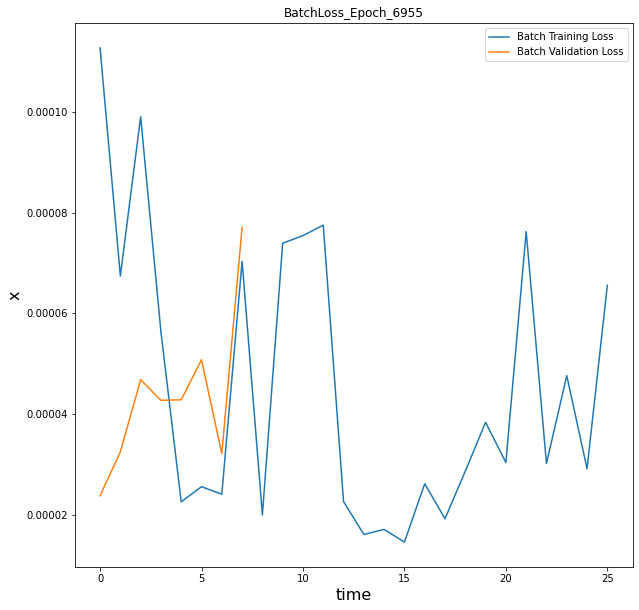 BatchLoss_Epoch_6955
Batch Training Loss
Batch Validation Loss
0.00010
0.00008
0.00006
0.00004
0.00002
x
0 5 10 15 20 25
time